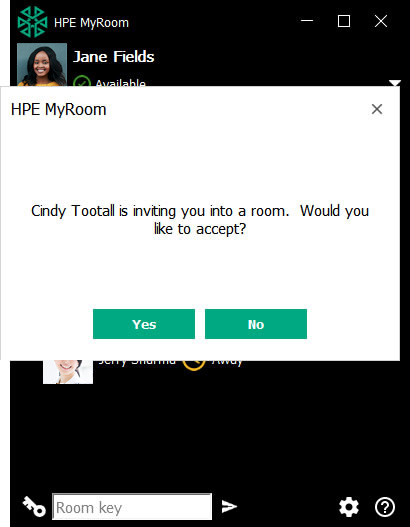 HPE MyRoom
Jane Fields
Available
HPE MyRoom
Cindy Tootall is inviting you into a room.  Would you
like to accept?
Yes
No
Jerry Sharma
Away
Room key